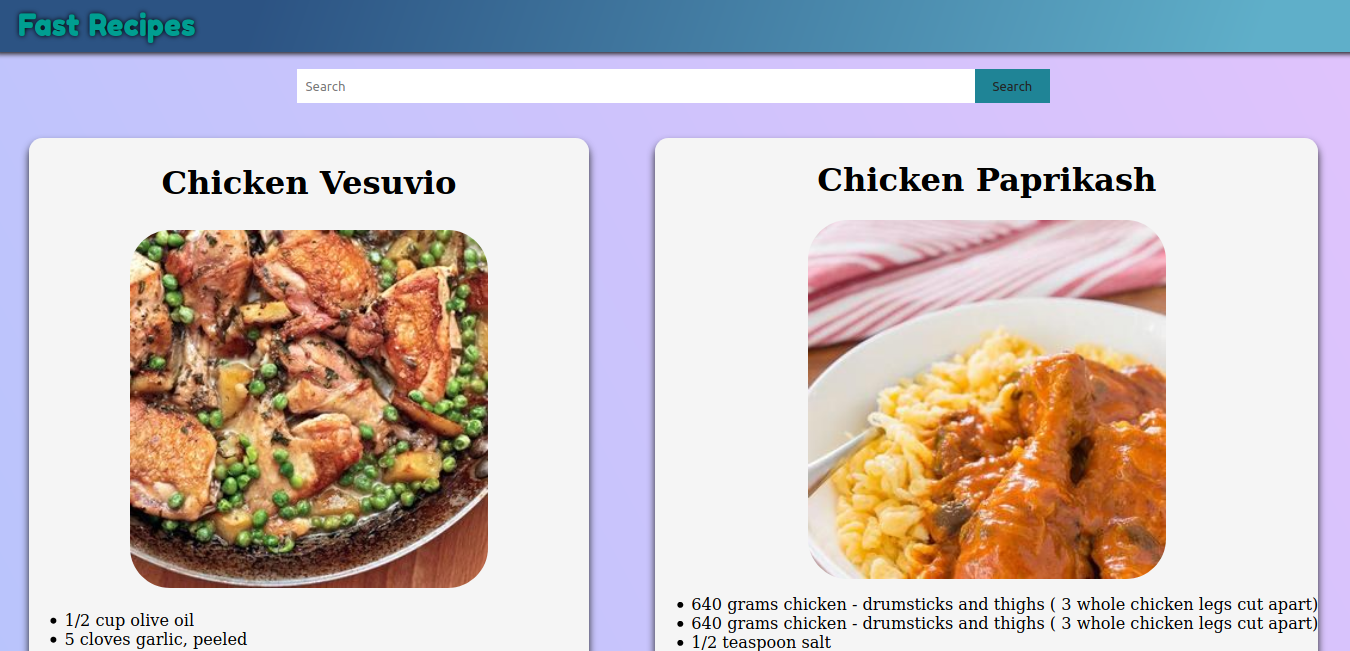 Fast Recipes
Search
Search
Chicken Vesuvio
1/2 cup olive oil
5 cloves garlic, peeled
Chicken Paprikash
640 grams chicken - drumsticks and thighs ( 3 whole chicken legs cut apart)
640 grams chicken - drumsticks and thighs ( 3 whole chicken legs cut apart)
1/2 teaspoon salt